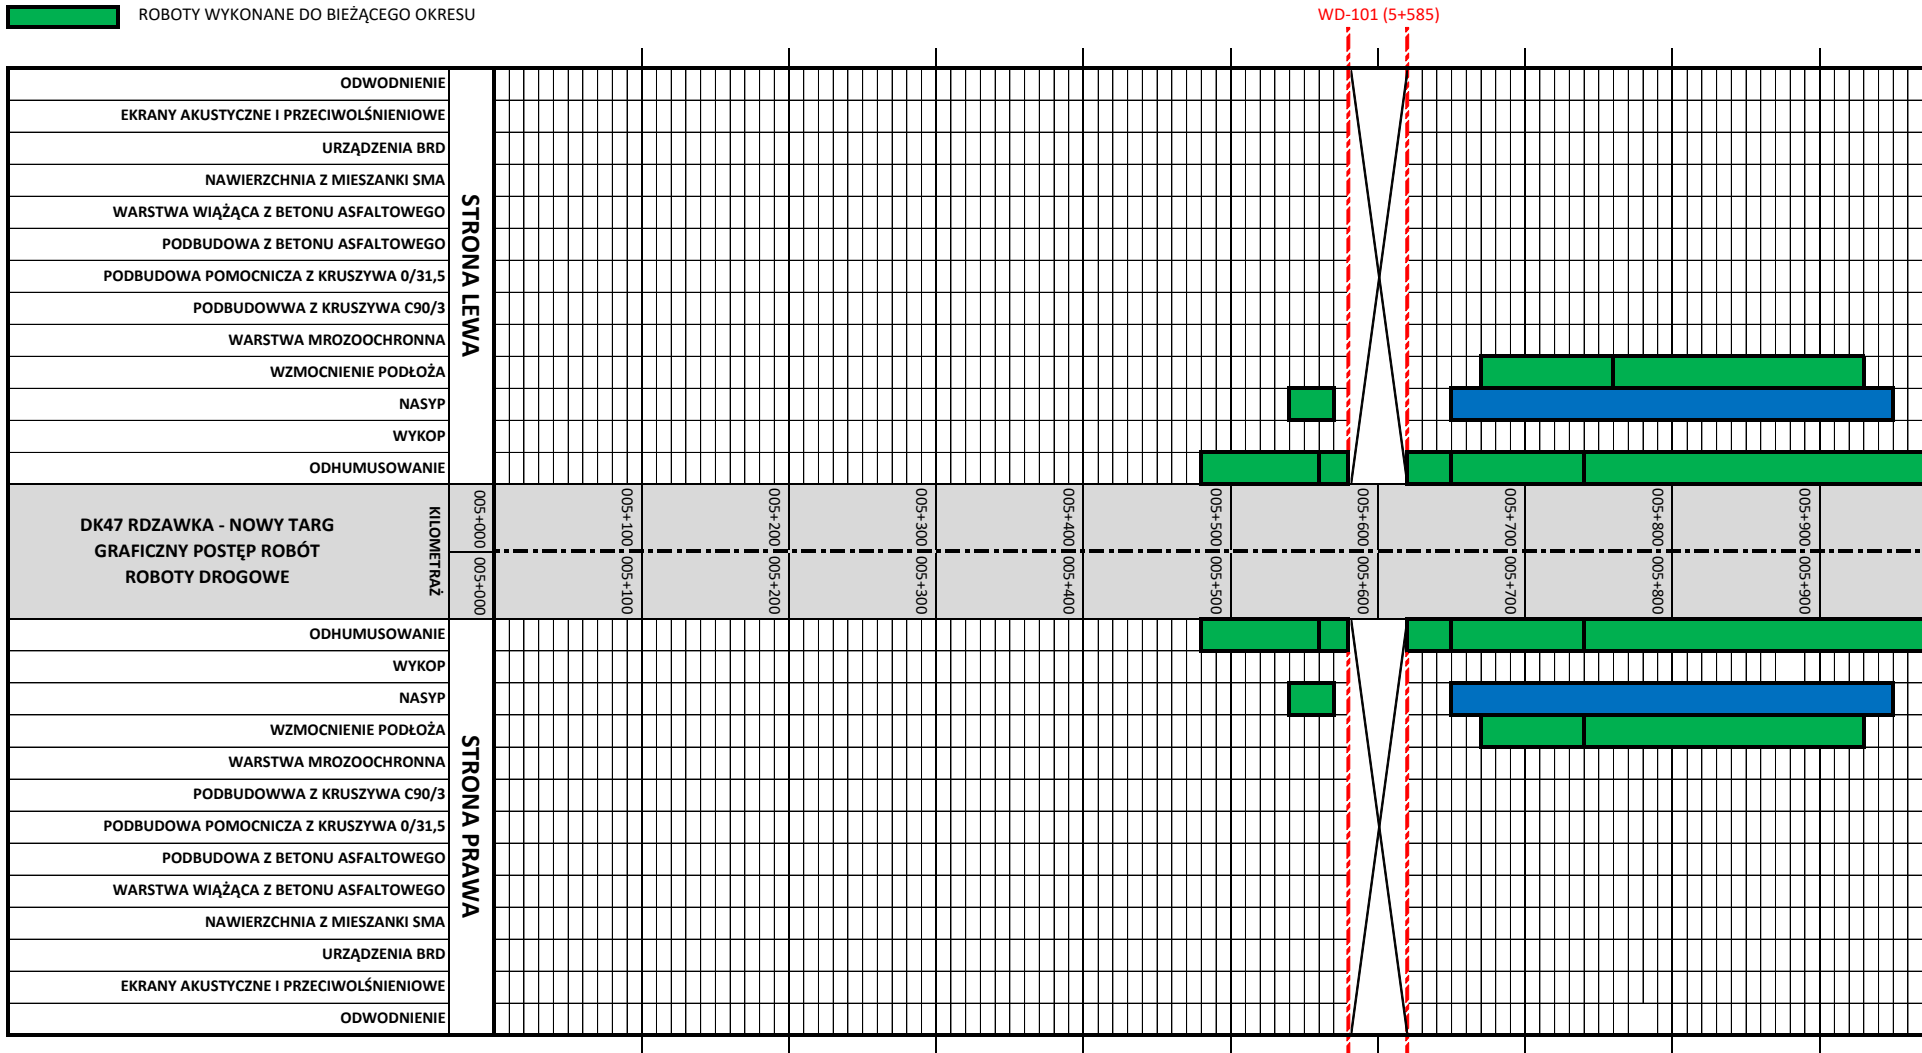 ROBOTY WYKONANE DO BIEŻĄCEGO OKRESU
WD-101 (5+585)
ODWODNIENIE
EKRANY AKUSTYCZNE I PRZECIWOLŚNIENIOWE
URZĄDZENIA BRD
NAWIERZCHNIA Z MIESZANKI SMA
WARSTWA WIĄŻĄCA Z BETONU ASFALTOWEGO
PODBUDOWA Z BETONU ASFALTOWEGO
PODBUDOWA POMOCNICZA Z KRUSZYWA 0/31,5
PODBUDOWWA Z KRUSZYWA C90/3
WARSTWA MROZOOCHRONNA
WZMOCNIENIE PODŁOŻA
NASYP
WYKOP
ODHUMUSOWANIE
STRONA LEWA
DK47 RDZAWKA - NOWY TARG
GRAFICZNY POSTĘP ROBÓT
ROBOTY DROGOWE
KILOMETRAŻ
005+000 005+100 005+200 005+300 005+400 005+500 005+600 005+700 005+800 005+900
005+000 005+100 005+200 005+300 005+400 005+500 005+600 005+700 005+800 005+900
ODHUMUSOWANIE
WYKOP
NASYP
WZMOCNIENIE PODŁOŻA
WARSTWA MROZOOCHRONNA
PODBUDOWWA Z KRUSZYWA C90/3
PODBUDOWA POMOCNICZA Z KRUSZYWA 0/31,5
PODBUDOWA Z BETONU ASFALTOWEGO
WARSTWA WIĄŻĄCA Z BETONU ASFALTOWEGO
NAWIERZCHNIA Z MIESZANKI SMA
URZĄDZENIA BRD
EKRANY AKUSTYCZNE I PRZECIWOLŚNIENIOWE
ODWODNIENIE
STRONA PRAWA